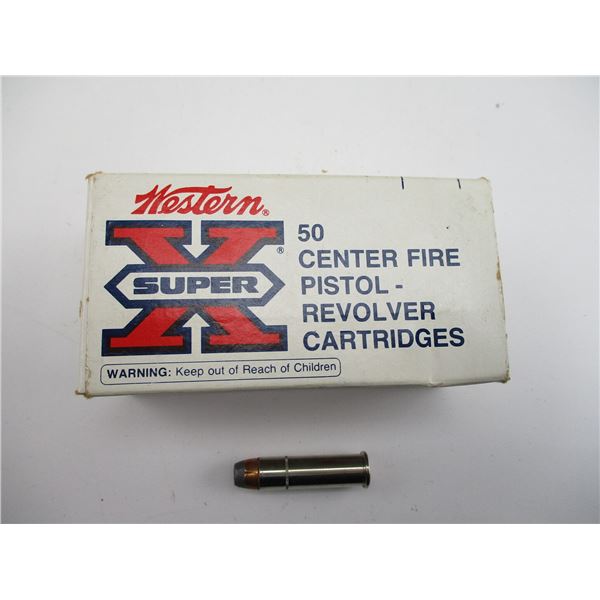 Western®
X ®
SUPER
50
CENTER FIRE
PISTOL -
REVOLVER
CARTRIDGES
WARNING: Keep out of Reach of Children